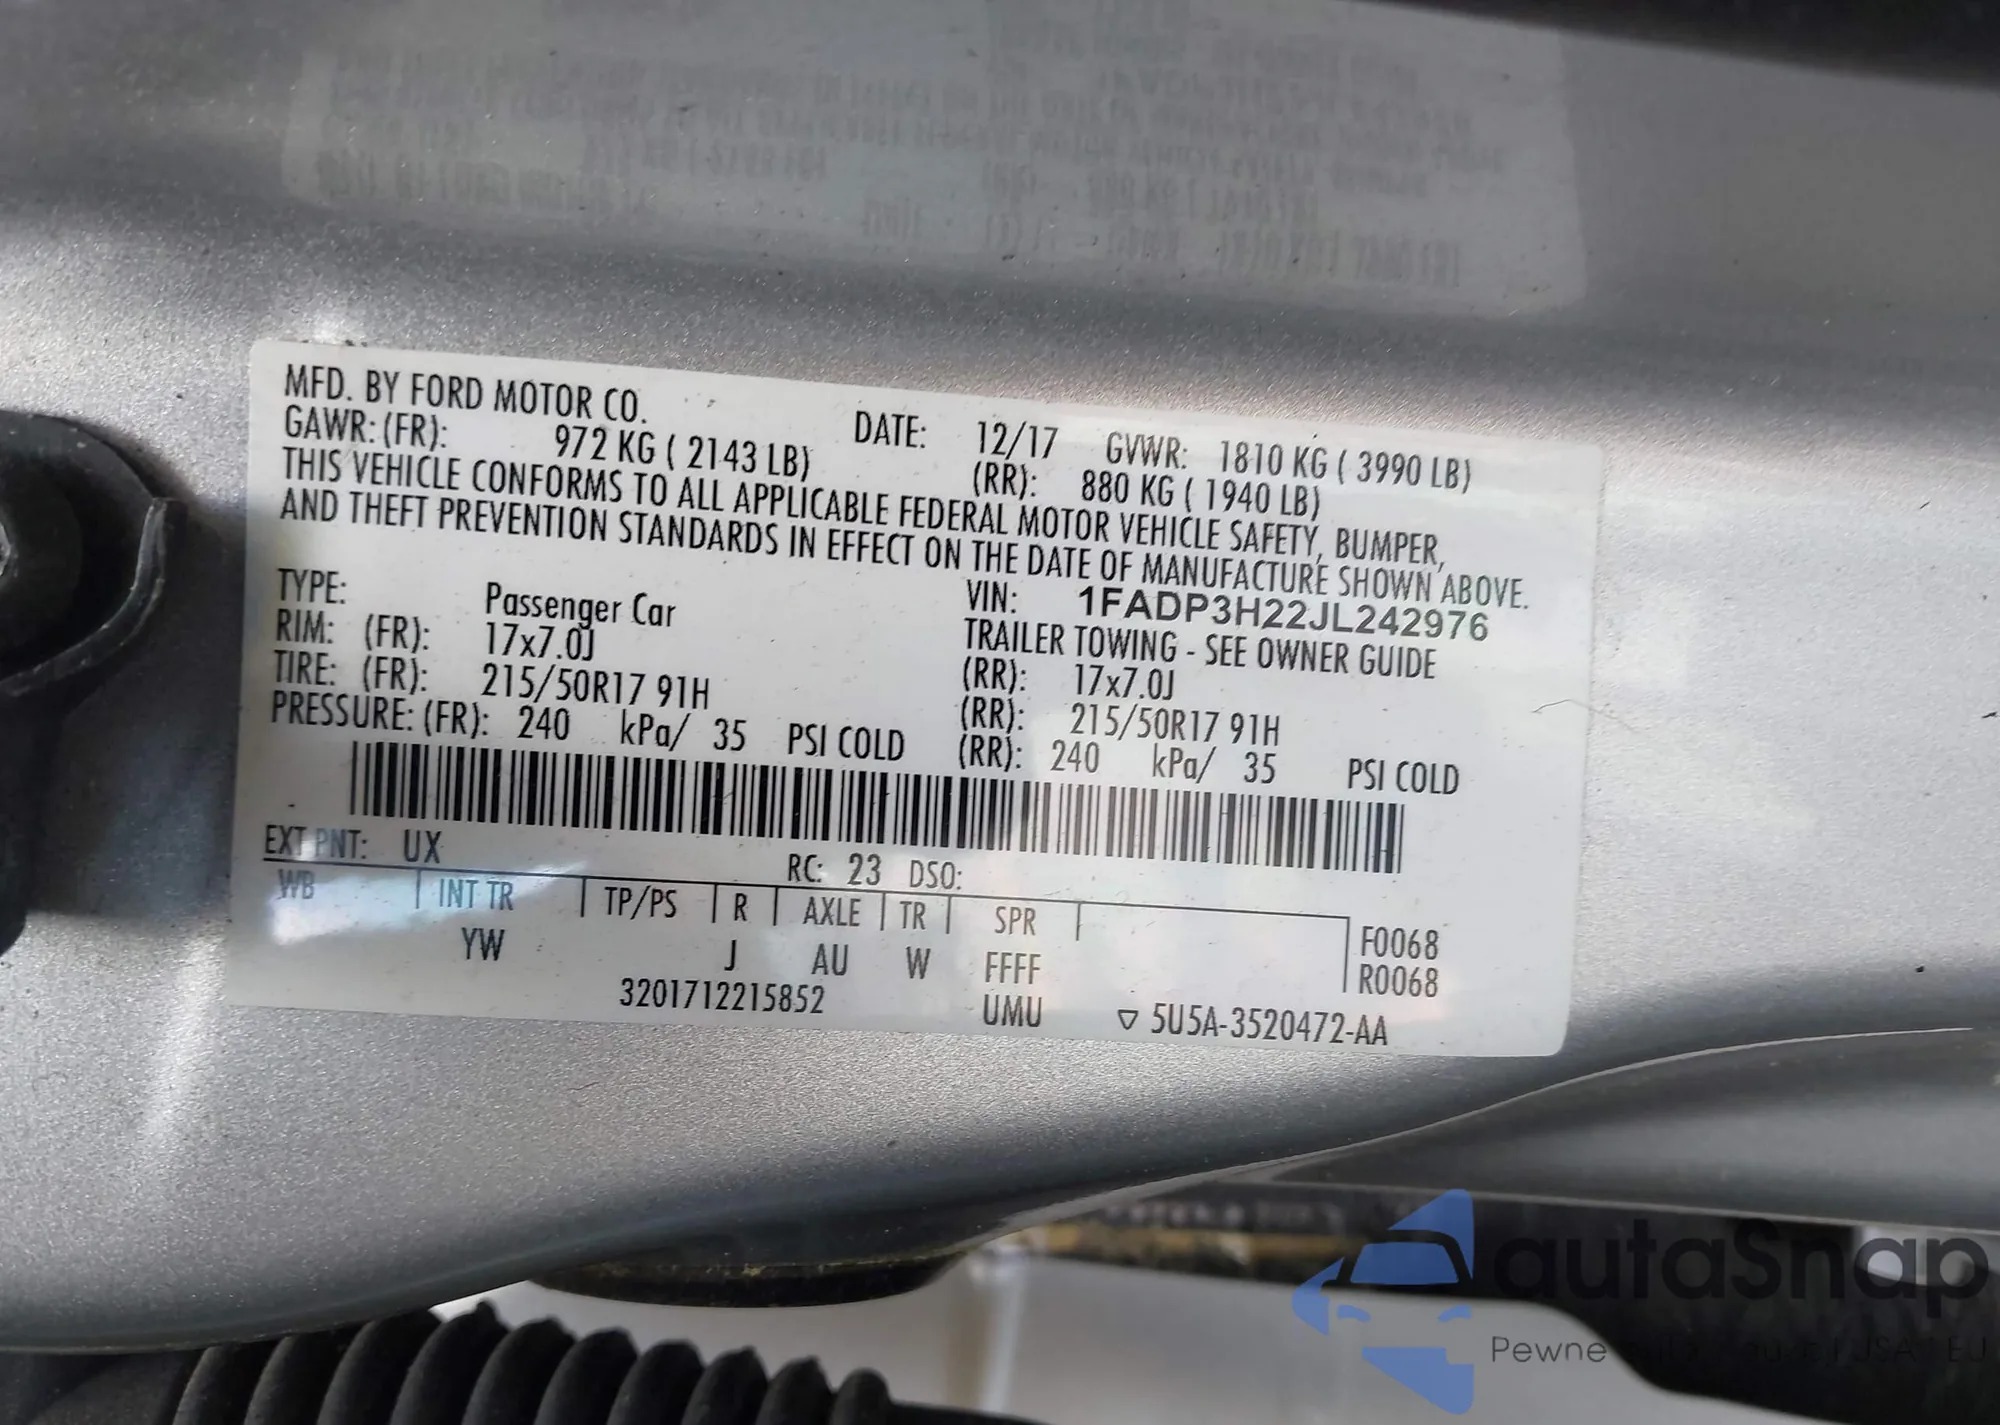 MFD. BY FORD MOTOR CO. DATE: 12/17 GVWR: 1810 KG ( 3990 LB)
GAWR: (FR): 972 KG ( 2143 LB) (RR): 880 KG ( 1940 LB)
THIS VEHICLE CONFORMS TO ALL APPLICABLE FEDERAL MOTOR VEHICLE SAFETY, BUMPER,
AND THEFT PREVENTION STANDARDS IN EFFECT ON THE DATE OF MANUFACTURE SHOWN ABOVE.
VIN: 1FADP3H22JL242976
TYPE: Passenger Car TRAILER TOWING - SEE OWNER GUIDE
RIM: (FR): 17x7.0J (RR): 17x7.0J
TIRE: (FR): 215/50R17 91H (RR): 215/50R17 91H
PRESSURE: (FR): 240 kPa/ 35 PSI COLD (RR): 240 kPa/ 35 PSI COLD
EXT PNT: UX RC: 23 DSO:
WB INT TR TP/PS R AXLE TR SPR F0068
YW J AU W FFFF R0068
3201712215852 UMU ▽ 5U5A-3520472-AA
autoSnap
Pewne USA EU